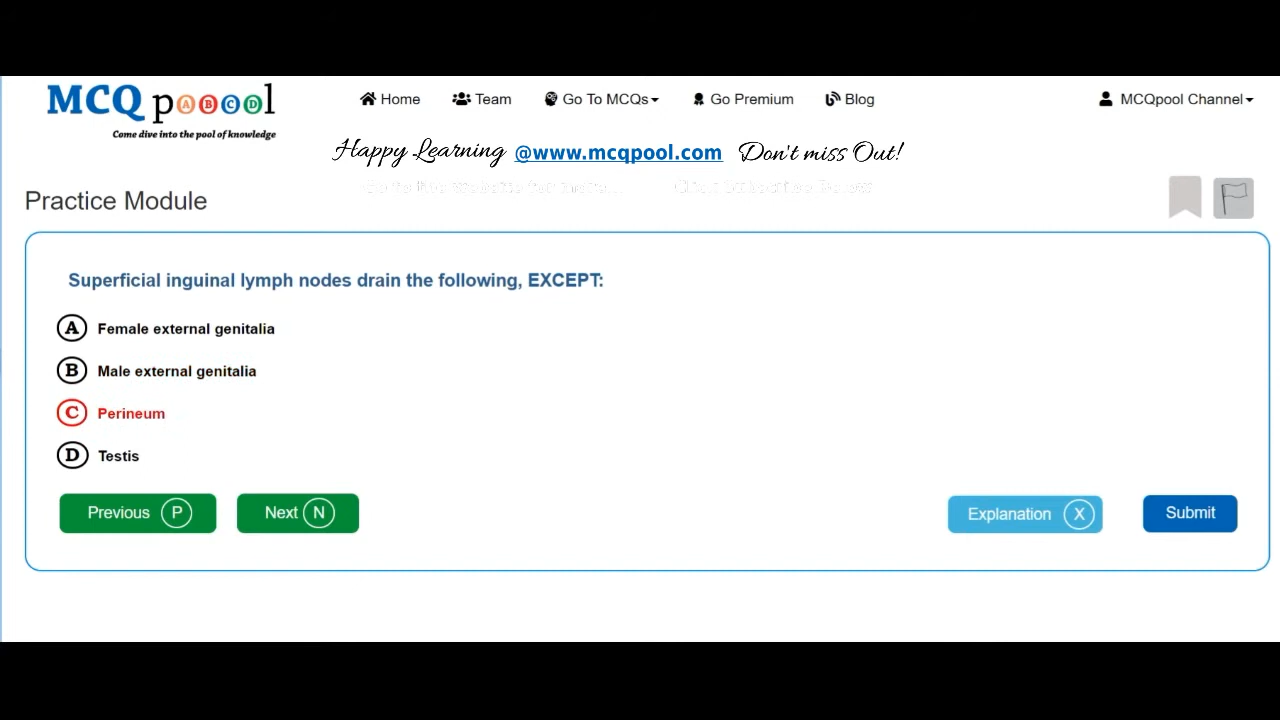 MCQ pABCDl
Come dive into the pool of knowledge
Home Team Go To MCQs Go Premium Blog MCQpool Channel
Happy Learning @www.mcqpool.com Don't miss Out!
Practice Module
Superficial inguinal lymph nodes drain the following, EXCEPT:
A Female external genitalia
B Male external genitalia
C Perineum
D Testis
Previous P Next N Explanation X Submit